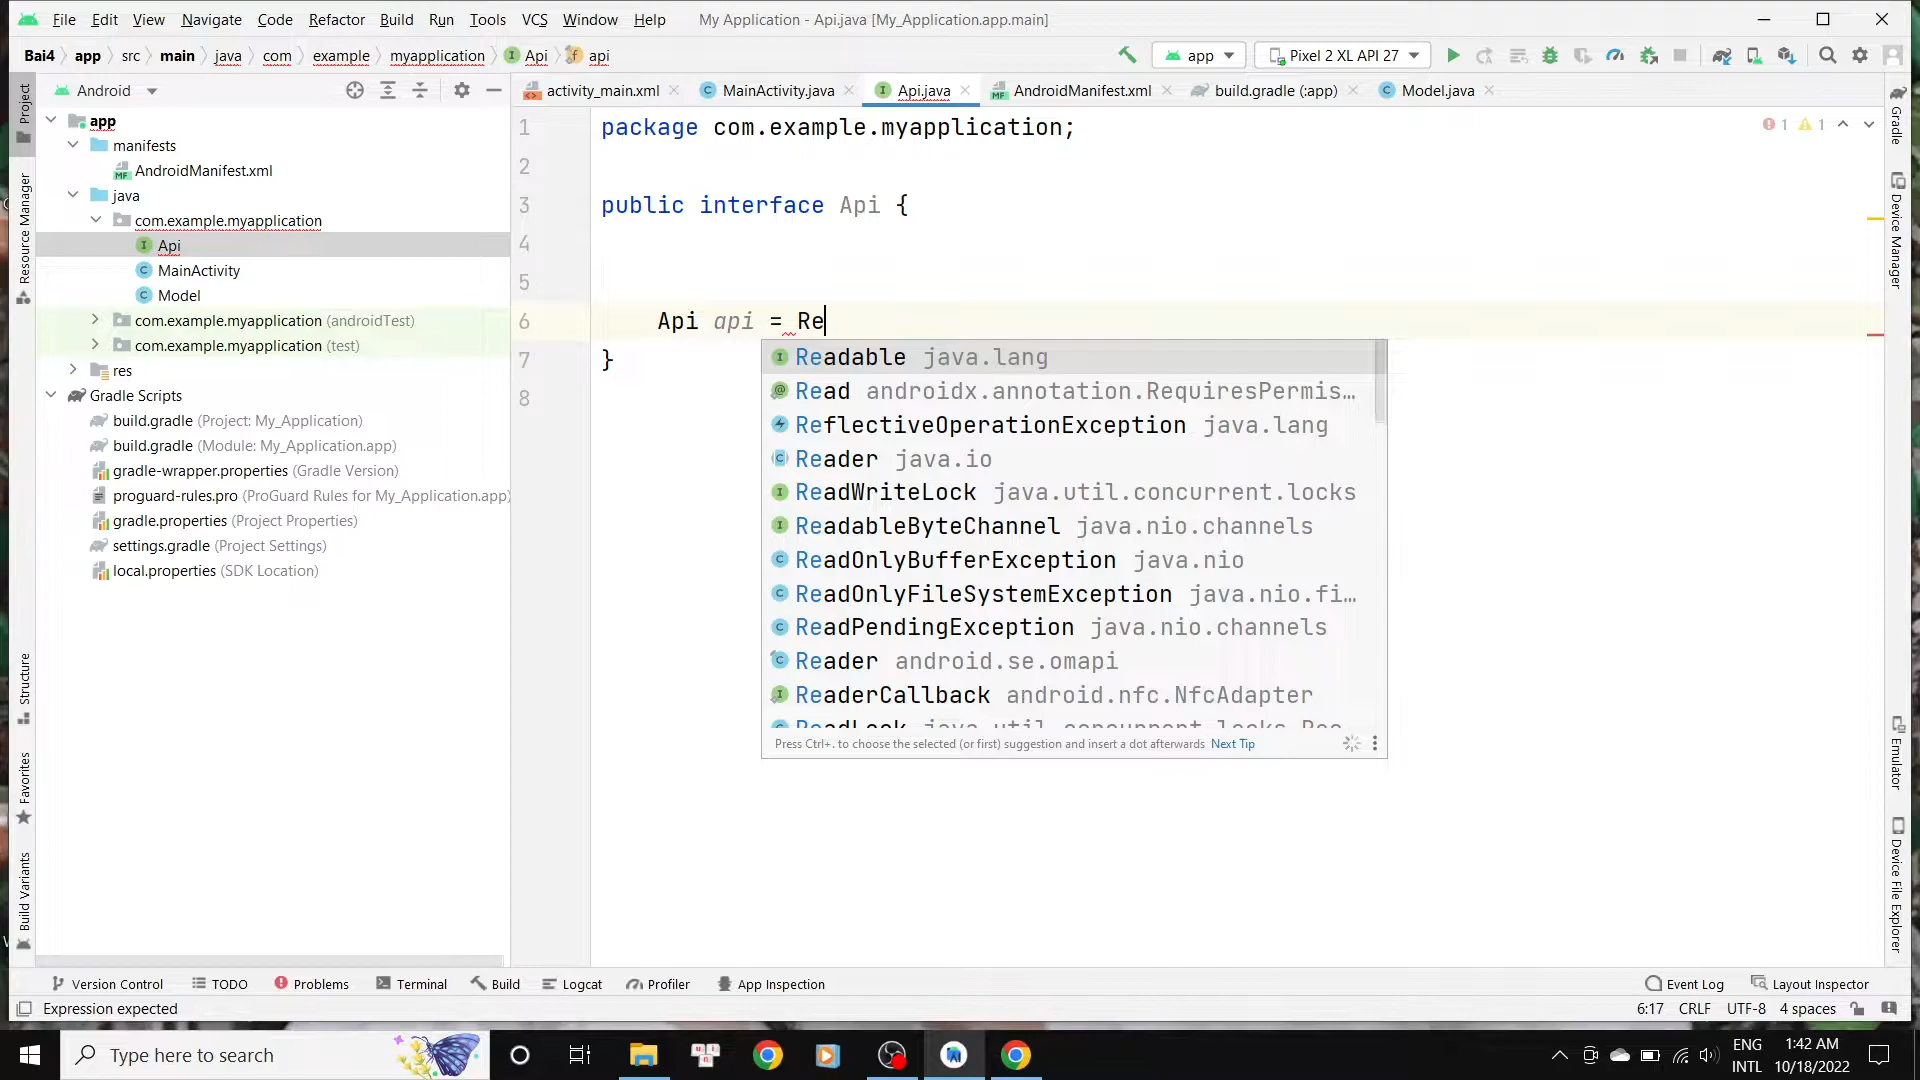 File Edit View Navigate Code Refactor Build Run Tools VCS Window Help My Application - Api.java [My_Application.app.main]
Bai4 app src main java com example myapplication Api api
app Pixel 2 XL API 27
Android
activity_main.xml MainActivity.java Api.java AndroidManifest.xml build.gradle (:app) Model.java
Project
Resource Manager
Structure
Favorites
Build Variants
app
manifests
AndroidManifest.xml
java
com.example.myapplication
Api
MainActivity
Model
com.example.myapplication (androidTest)
com.example.myapplication (test)
res
Gradle Scripts
build.gradle (Project: My_Application)
build.gradle (Module: My_Application.app)
gradle-wrapper.properties (Gradle Version)
proguard-rules.pro (ProGuard Rules for My_Application.app)
gradle.properties (Project Properties)
settings.gradle (Project Settings)
local.properties (SDK Location)
1 package com.example.myapplication;
1 1
2
3 public interface Api {
4
5
6 Api api = Re
7 }
8
Readable java.lang
Read androidx.annotation.RequiresPermis…
ReflectiveOperationException java.lang
Reader java.io
ReadWriteLock java.util.concurrent.locks
ReadableByteChannel java.nio.channels
ReadOnlyBufferException java.nio
ReadOnlyFileSystemException java.nio.fi…
ReadPendingException java.nio.channels
Reader android.se.omapi
ReaderCallback android.nfc.NfcAdapter
ReadLock java.util.concurrent.locks.Ree
Press Ctrl+. to choose the selected (or first) suggestion and insert a dot afterwards Next Tip
Gradle
Device Manager
Emulator
Device File Explorer
Version Control TODO Problems Terminal Build Logcat Profiler App Inspection Event Log Layout Inspector
Expression expected 6:17 CRLF UTF-8 4 spaces
Type here to search
ENG
INTL
1:42 AM
10/18/2022